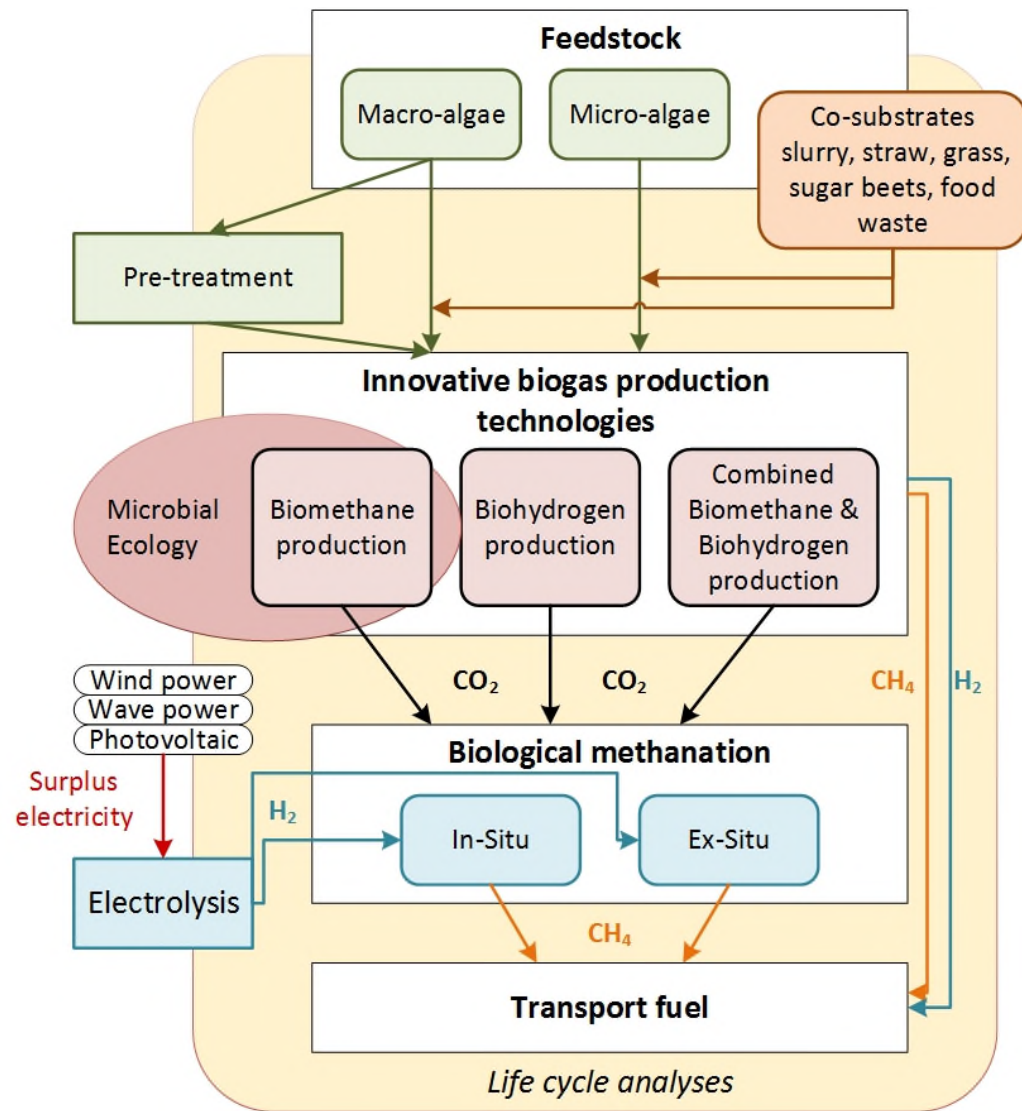 Feedstock
Macro-algae
Micro-algae
Co-substrates
slurry, straw, grass,
sugar beets, food
waste
Pre-treatment
Innovative biogas production
technologies
Microbial
Ecology
Biomethane
production
Biohydrogen
production
Combined
Biomethane &
Biohydrogen
production
CO₂
CO₂
CH₄
H₂
Wind power
Wave power
Photovoltaic
Surplus
electricity
H₂
Biological methanation
In-Situ
Ex-Situ
Electrolysis
CH₄
Transport fuel
Life cycle analyses